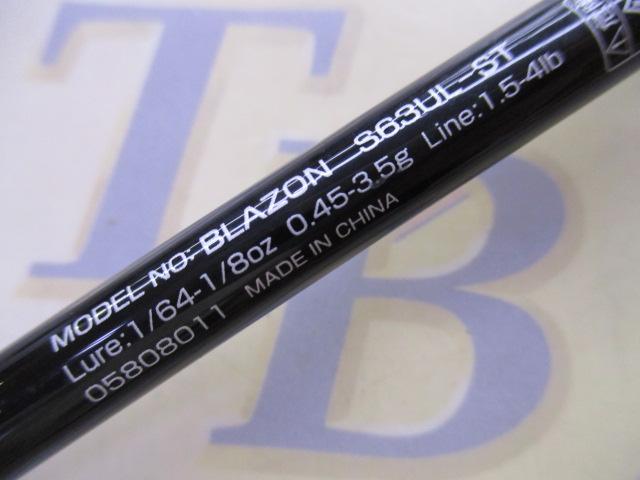 MODEL NO: BLAZON S63UL-ST
Lure:1/64-1/8oz 0.45-3.5g Line:1.5-4lb
05808011 MADE IN CHINA
TB